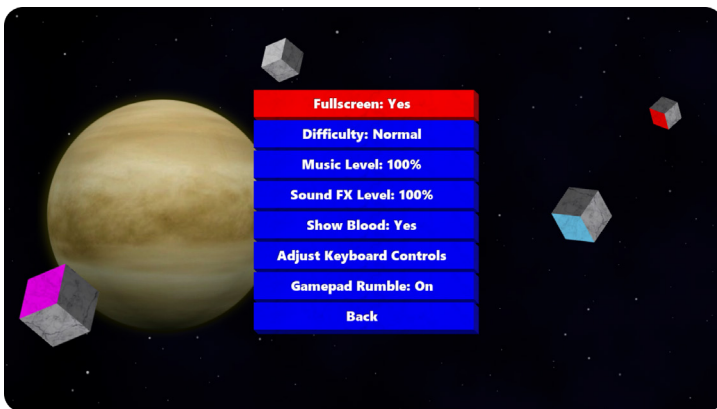 Fullscreen: Yes
Difficulty: Normal
Music Level: 100%
Sound FX Level: 100%
Show Blood: Yes
Adjust Keyboard Controls
Gamepad Rumble: On
Back